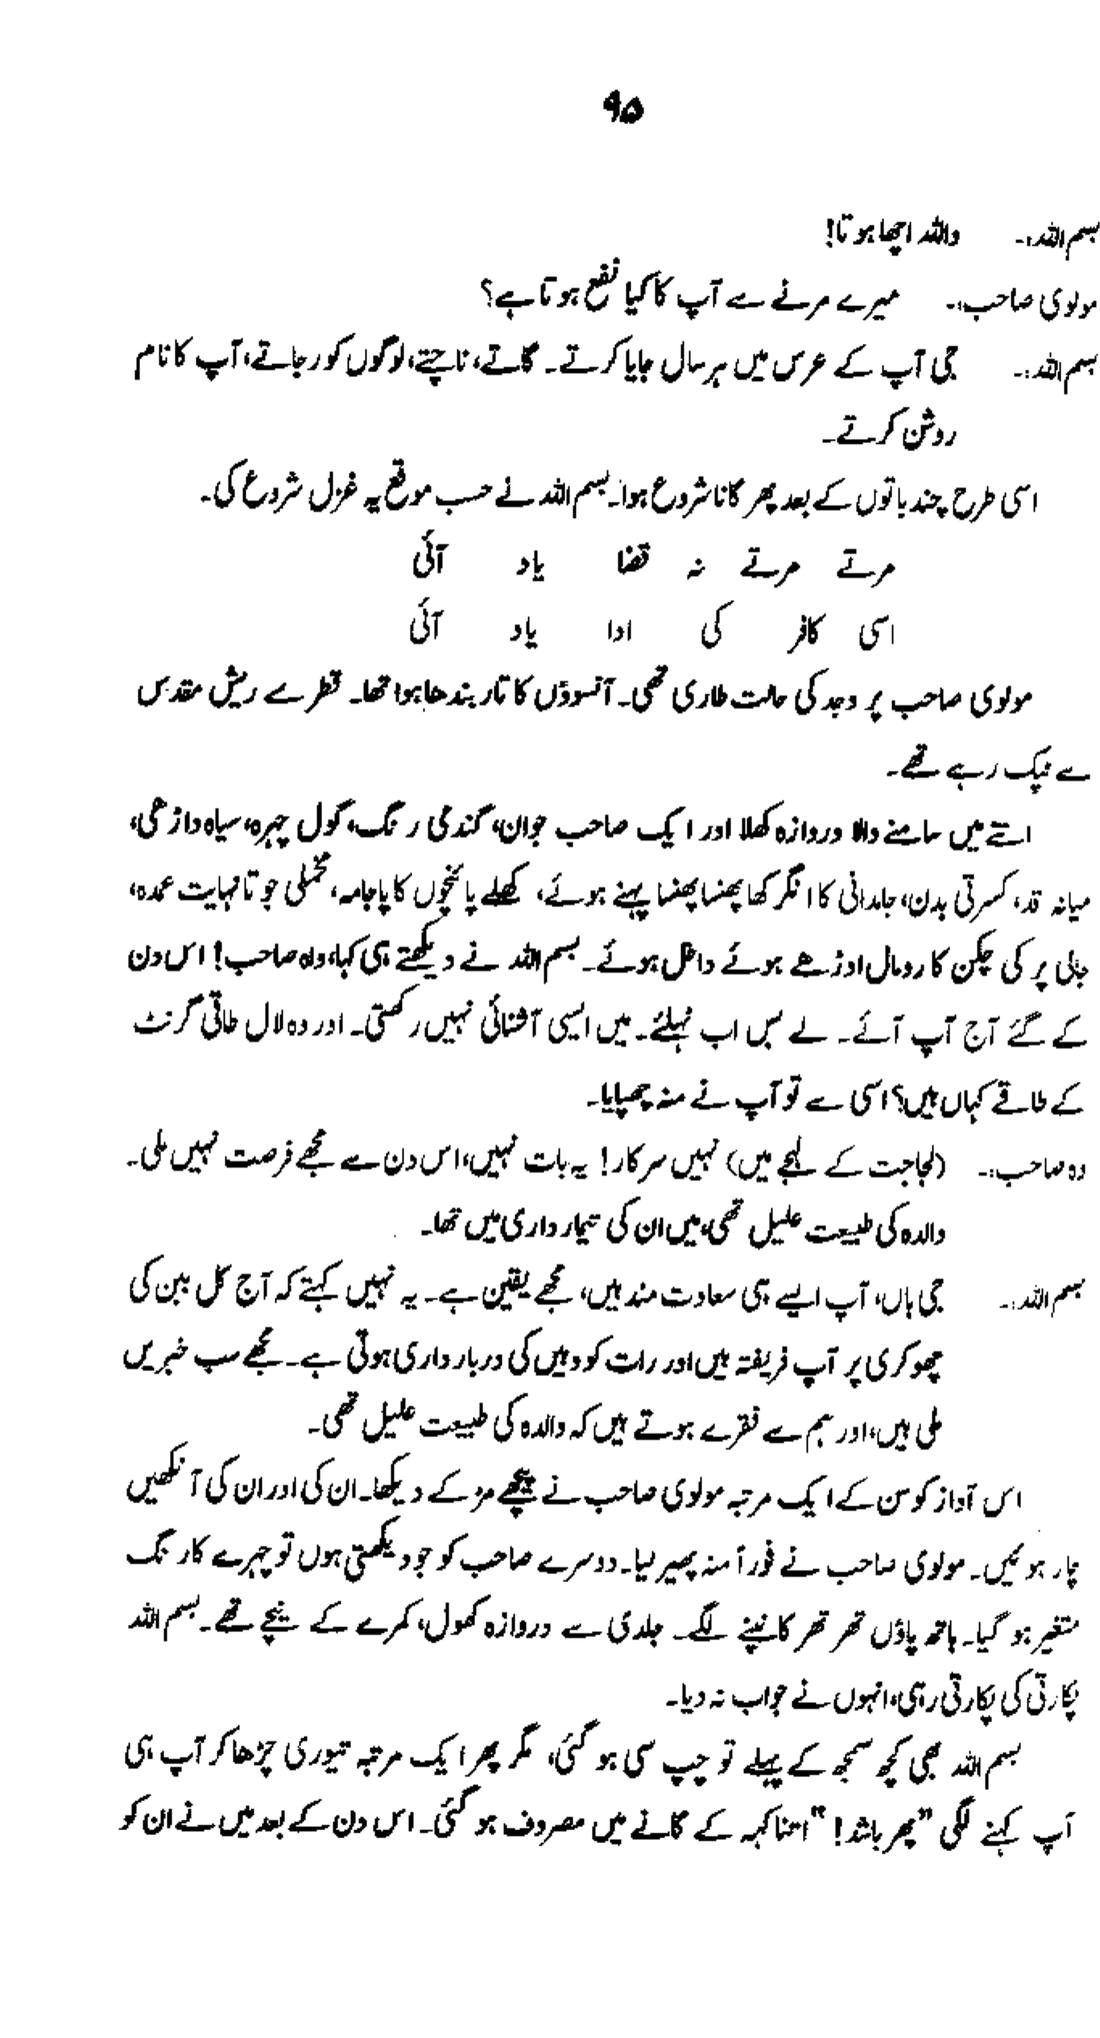 ۹۵
بسم اللہ:۔ واللہ اچھا ہوتا!
مولوی صاحب:۔ میرے مرنے سے آپ کا کیا نفع ہوتا ہے؟
بسم اللہ:۔ جی آپ کے عرس میں ہر سال جایا کرتے۔ گاتے، ناچتے، لوگوں کو رجاتے، آپ کا نام
روشن کرتے۔
اسی طرح چند باتوں کے بعد پھر گانا شروع ہوا۔ بسم اللہ نے حسب موقع یہ غزل شروع کی۔
مرتے مرتے نہ قضا یاد آئی
اسی کافر کی ادا یاد آئی
مولوی صاحب پر وجد کی حالت طاری تھی۔ آنسوؤں کا تار بندھا ہوا تھا۔ قطرے ریش مقدس
سے ٹپک رہے تھے۔
اتنے میں سامنے والا دروازہ کھلا اور ایک صاحب جوان، گندمی رنگ، گول چہرہ، سیاہ داڑھی،
میانہ قد، کسرتی بدن، جامدانی کا انگرکھا پھنسا پھنسا پہنے ہوئے، کھلے پائنچوں کا پاجامہ، مخملی جوتا نہایت عمدہ،
جالی پر کی چکن کا رومال اوڑھے ہوئے داخل ہوئے۔ بسم اللہ نے دیکھتے ہی کہا، واہ صاحب! اس دن
کے گئے آج آپ آئے۔ لے بس اب ٹہلئے۔ میں ایسی آشنائی نہیں رکھتی۔ اور وہ لال طاقی گرنٹ
کے طاقے کہاں ہیں؟ اسی سے تو آپ نے منہ چھپایا۔
وہ صاحب:۔ (لجاجت کے لہجے میں) نہیں سرکار! یہ بات نہیں، اس دن سے مجھے فرصت نہیں ملی۔
والدہ کی طبیعت علیل تھی، میں ان کی تیمار داری میں تھا۔
بسم اللہ:۔ جی ہاں، آپ ایسے ہی سعادت مند ہیں، مجھے یقین ہے۔ یہ نہیں کہتے کہ آج کل ببن کی
چھوکری پر آپ فریفتہ ہیں اور رات کو وہیں کی دربار داری ہوتی ہے۔ مجھے سب خبریں
ملی ہیں، اور ہم سے فقرے ہوتے ہیں کہ والدہ کی طبیعت علیل تھی۔
اس آواز کو سن کے ایک مرتبہ مولوی صاحب نے پیچھے مڑ کے دیکھا۔ ان کی اور ان کی آنکھیں
چار ہوئیں۔ مولوی صاحب نے فوراً منہ پھیر لیا۔ دوسرے صاحب کو جو دیکھتی ہوں تو چہرے کا رنگ
متغیر ہو گیا۔ ہاتھ پاؤں تھر تھر کانپنے لگے۔ جلدی سے دروازہ کھول، کمرے کے نیچے تھے۔ بسم اللہ
پکارتی کی پکارتی رہی، انہوں نے جواب نہ دیا۔
بسم اللہ بھی کچھ سمجھ کے پہلے تو چپ سی ہو گئی، مگر پھر ایک مرتبہ تیوری چڑھا کر آپ ہی
آپ کہنے لگی "پھر باشد!" اتنا کہہ کے گانے میں مصروف ہو گئی۔ اس دن کے بعد میں نے ان کو